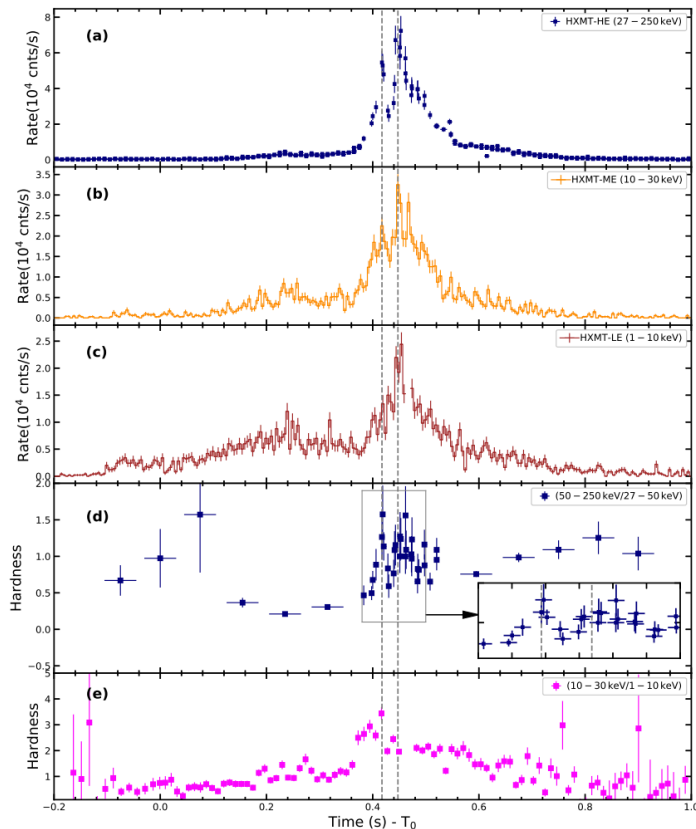 (a)
HXMT-HE (27 − 250 keV)
Rate(10⁴ cnts/s)
8
6
4
2
0
(b)
HXMT-ME (10 − 30 keV)
Rate(10⁴ cnts/s)
3.5
3.0
2.5
2.0
1.5
1.0
0.5
0.0
(c)
HXMT-LE (1 − 10 keV)
Rate(10⁴ cnts/s)
2.5
2.0
1.5
1.0
0.5
0.0
(d)
(50 − 250 keV/27 − 50 keV)
Hardness
1.5
1.0
0.5
0.0
−0.5
(e)
(10 − 30 keV/1 − 10 keV)
Hardness
5
4
3
2
1
−0.2 0.0 0.2 0.4 0.6 0.8 1.0
Time (s) - T₀